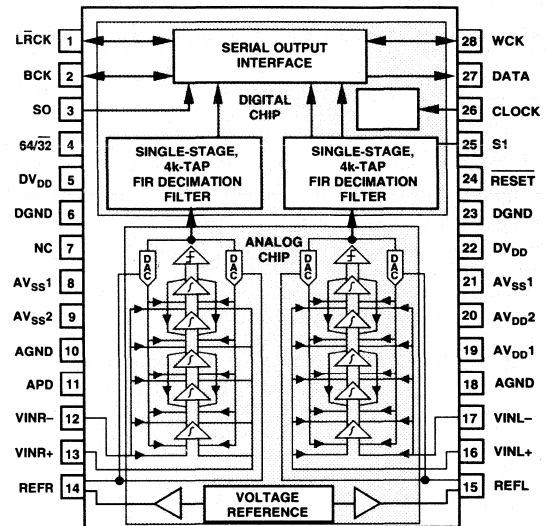 LRCK 1
BCK 2
SO 3
64/32 4
DVDD 5
DGND 6
NC 7
AVSS1 8
AVSS2 9
AGND 10
APD 11
VINR– 12
VINR+ 13
REFR 14
SERIAL OUTPUT
INTERFACE
DIGITAL
CHIP
SINGLE-STAGE,
4k-TAP
FIR DECIMATION
FILTER
SINGLE-STAGE,
4k-TAP
FIR DECIMATION
FILTER
ANALOG
CHIP
DAC
DAC
DAC
DAC
VOLTAGE
REFERENCE
28 WCK
27 DATA
26 CLOCK
25 S1
24 RESET
23 DGND
22 DVDD
21 AVSS1
20 AVDD2
19 AVDD1
18 AGND
17 VINL–
16 VINL+
15 REFL